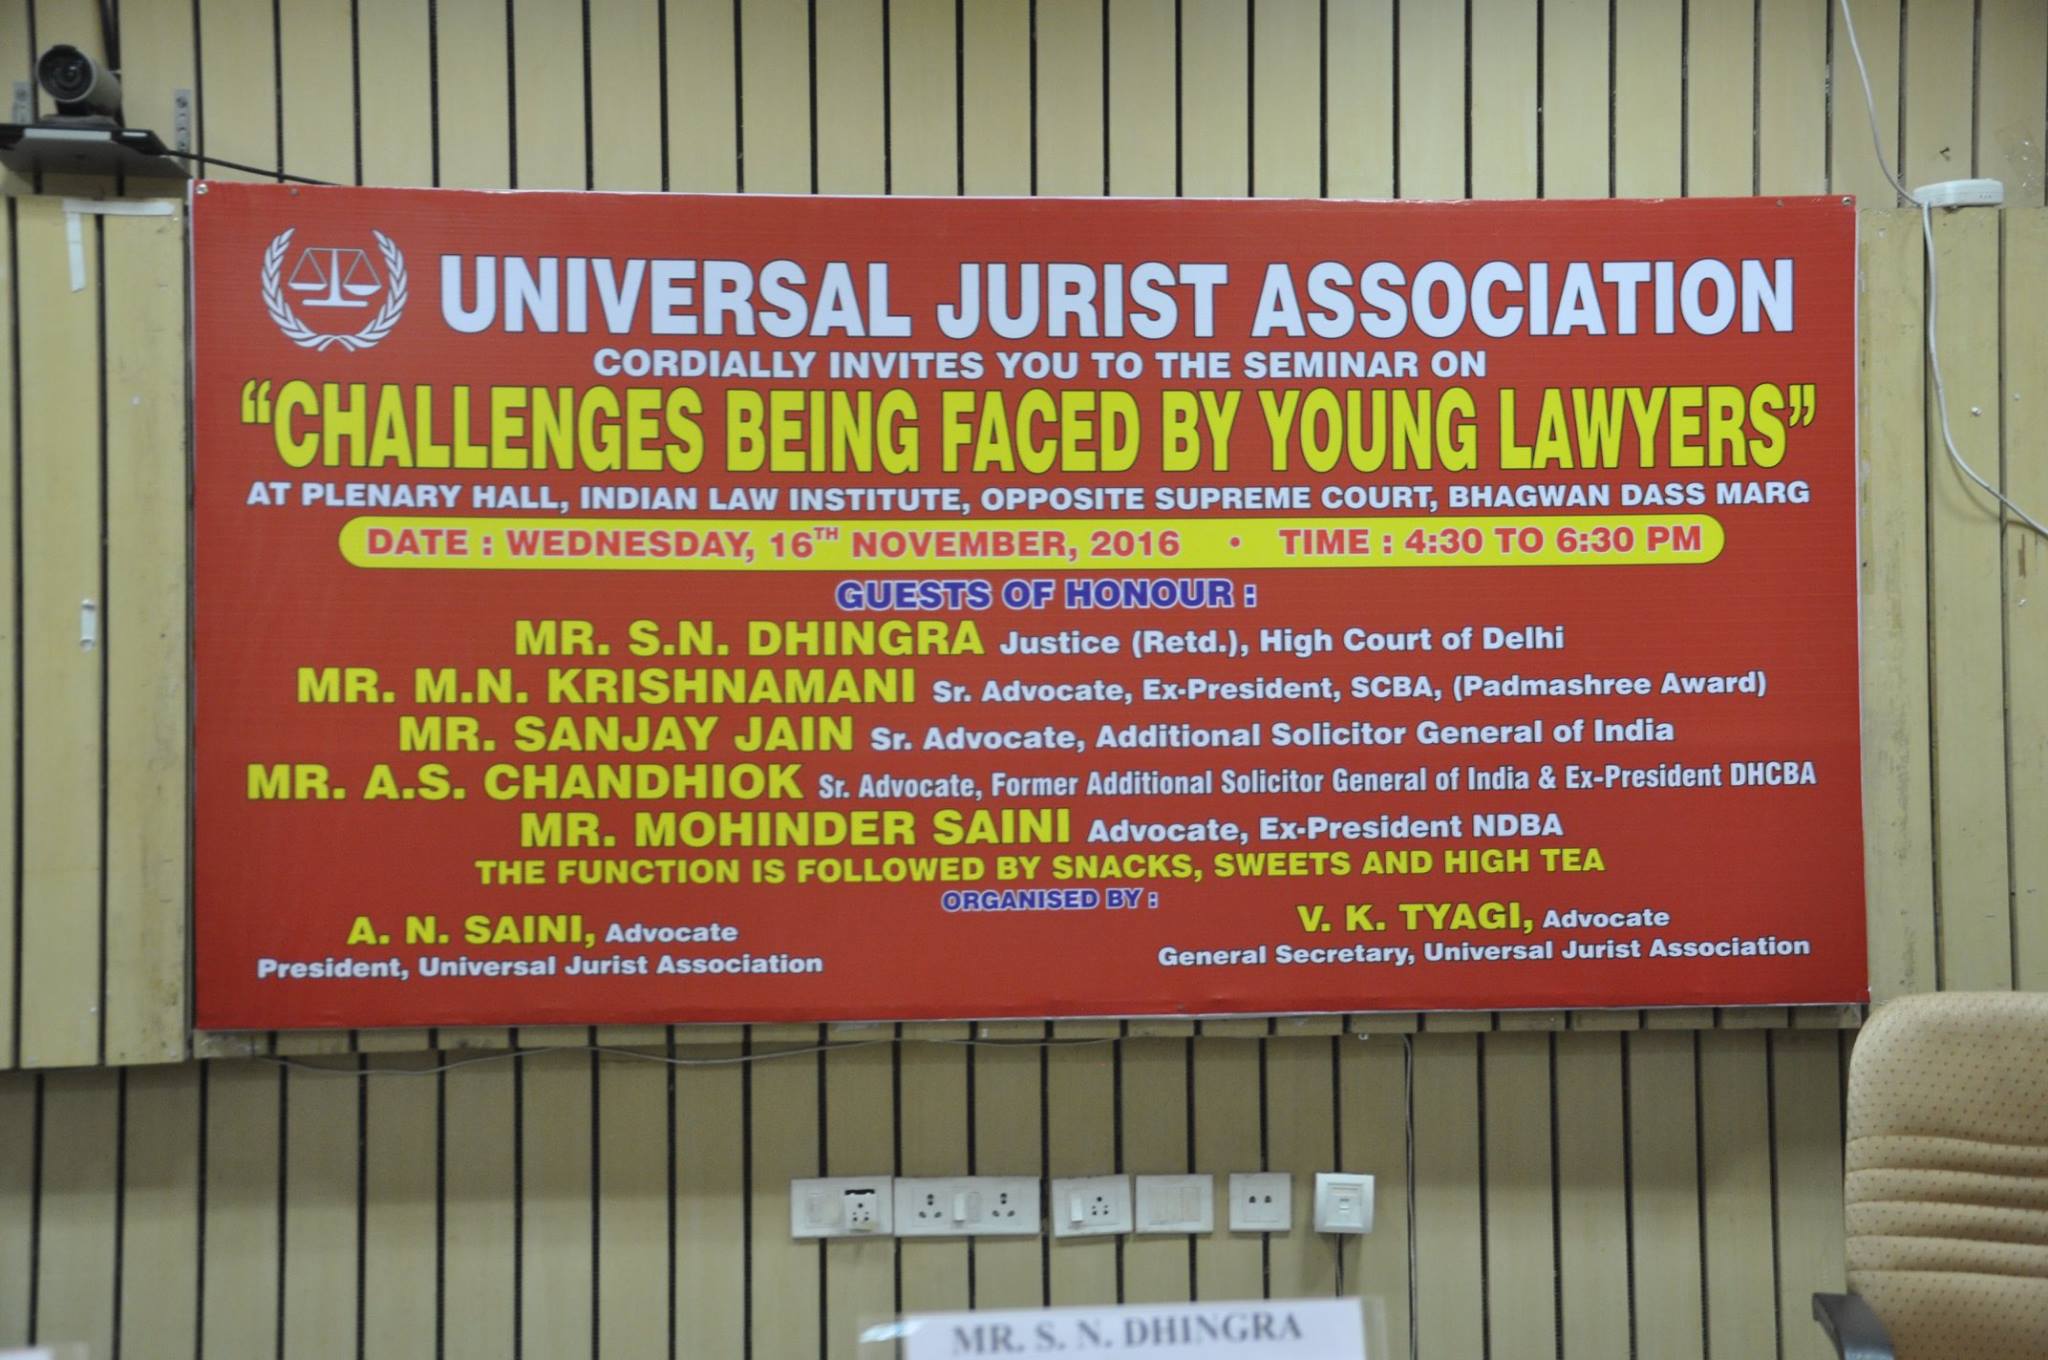 UNIVERSAL JURIST ASSOCIATION
CORDIALLY INVITES YOU TO THE SEMINAR ON
“CHALLENGES BEING FACED BY YOUNG LAWYERS”
AT PLENARY HALL, INDIAN LAW INSTITUTE, OPPOSITE SUPREME COURT, BHAGWAN DASS MARG
DATE : WEDNESDAY, 16TH NOVEMBER, 2016 • TIME : 4:30 TO 6:30 PM
GUESTS OF HONOUR :
MR. S.N. DHINGRA Justice (Retd.), High Court of Delhi
MR. M.N. KRISHNAMANI Sr. Advocate, Ex-President, SCBA, (Padmashree Award)
MR. SANJAY JAIN Sr. Advocate, Additional Solicitor General of India
MR. A.S. CHANDHIOK Sr. Advocate, Former Additional Solicitor General of India & Ex-President DHCBA
MR. MOHINDER SAINI Advocate, Ex-President NDBA
THE FUNCTION IS FOLLOWED BY SNACKS, SWEETS AND HIGH TEA
ORGANISED BY :
A. N. SAINI, Advocate
President, Universal Jurist Association
V. K. TYAGI, Advocate
General Secretary, Universal Jurist Association
MR. S. N. DHINGRA